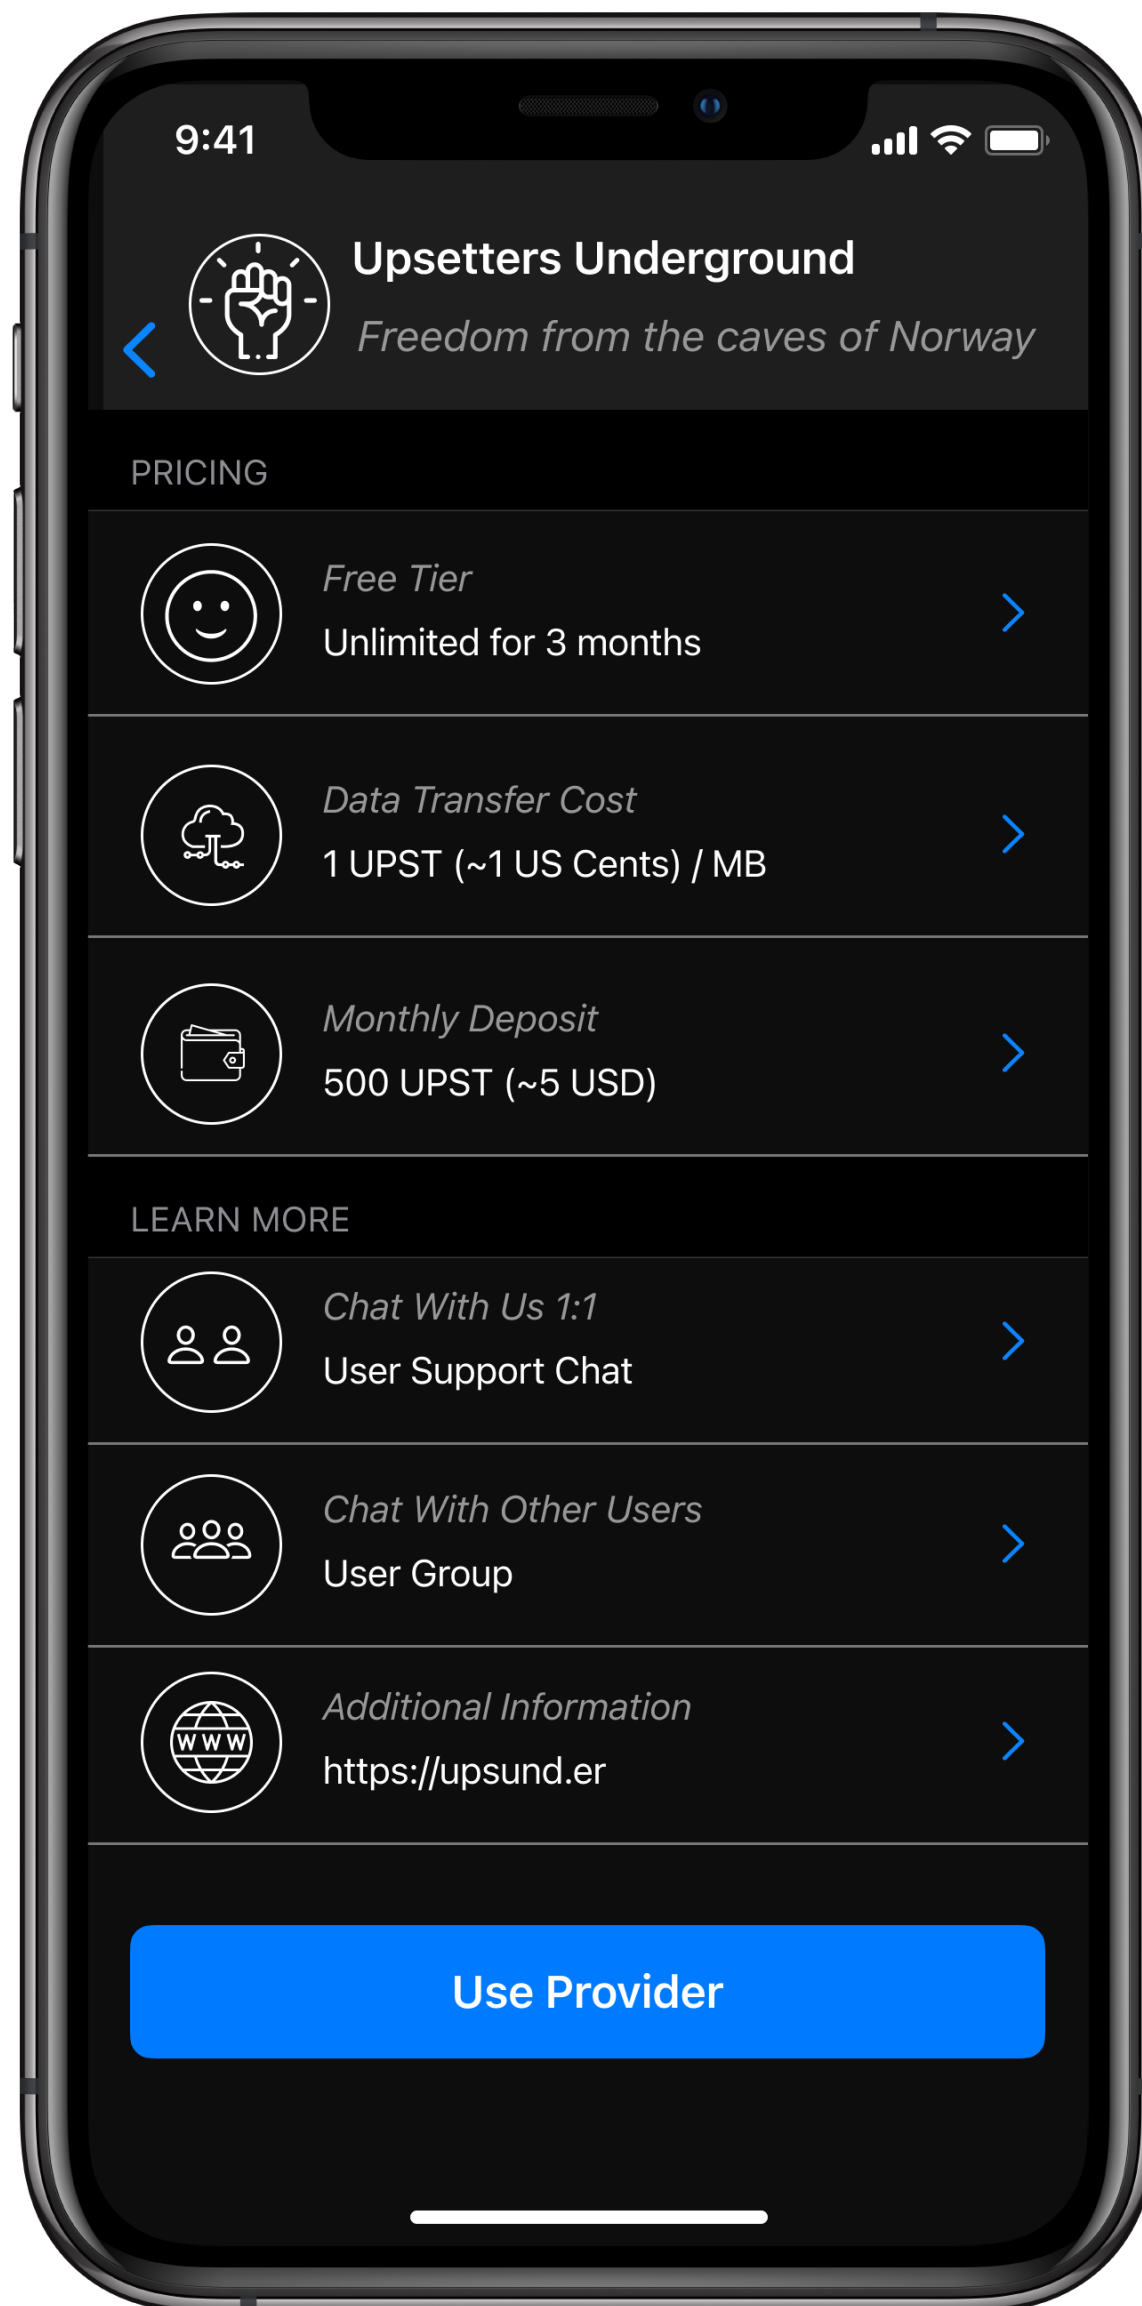 9:41
Upsetters Underground
Freedom from the caves of Norway
PRICING
Free Tier
Unlimited for 3 months
Data Transfer Cost
1 UPST (~1 US Cents) / MB
Monthly Deposit
500 UPST (~5 USD)
LEARN MORE
Chat With Us 1:1
User Support Chat
Chat With Other Users
User Group
Additional Information
WWW
https://upsund.er
Use Provider